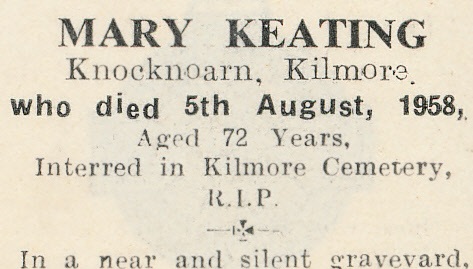 MARY KEATING
Knocknoarn, Kilmore.
who died 5th August, 1958,
Aged 72 Years,
Interred in Kilmore Cemetery,
R.I.P.
In a near and silent graveyard,